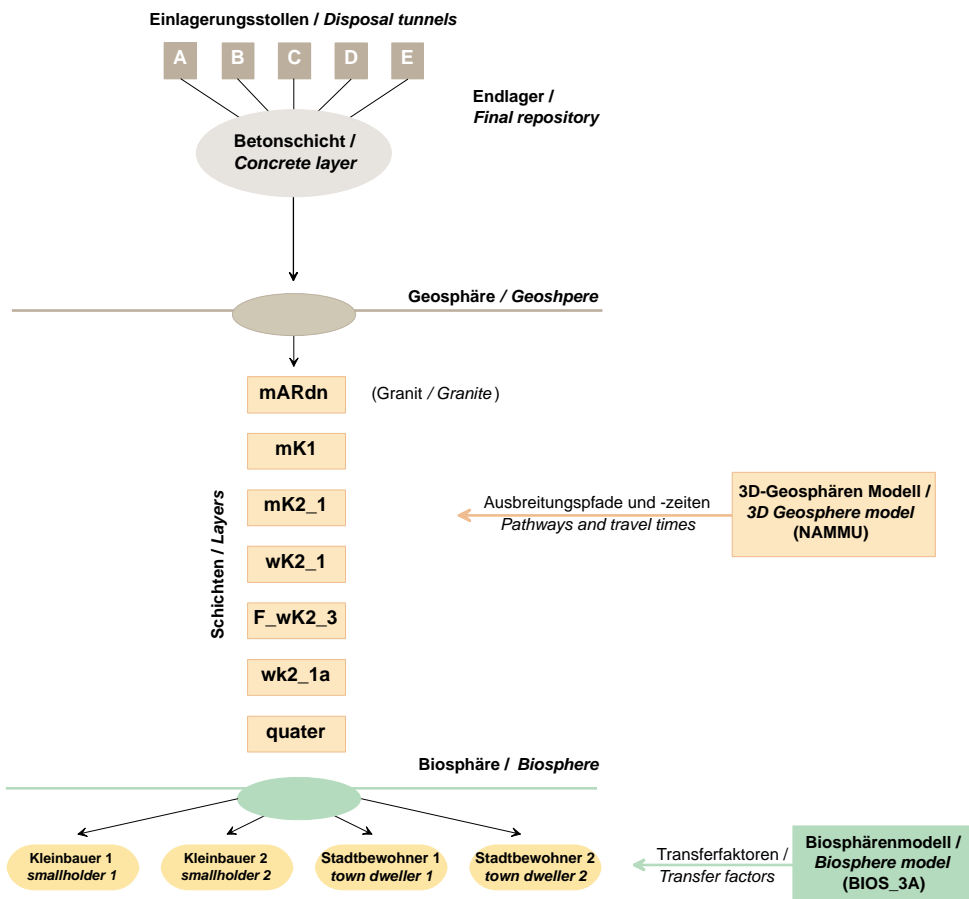 Einlagerungsstollen / Disposal tunnels
A B C D E
Endlager /
Final repository
Betonschicht /
Concrete layer
Geosphäre / Geoshpere
mARdn
(Granit / Granite)
mK1
mK2_1
wK2_1
F_wK2_3
wk2_1a
quater
Schichten / Layers
Ausbreitungspfade und -zeiten
Pathways and travel times
3D-Geosphären Modell /
3D Geosphere model
(NAMMU)
Biosphäre / Biosphere
Kleinbauer 1
smallholder 1
Kleinbauer 2
smallholder 2
Stadtbewohner 1
town dweller 1
Stadtbewohner 2
town dweller 2
Transferfaktoren /
Transfer factors
Biosphärenmodell /
Biosphere model
(BIOS_3A)